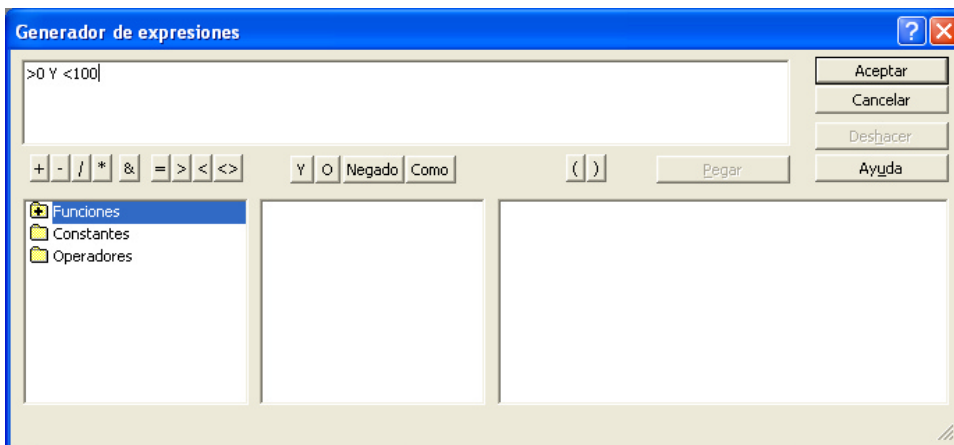 Generador de expresiones
>0 Y <100
Aceptar
Cancelar
Deshacer
+ - / * & = > < <> Y O Negado Como ( ) Pegar Ayuda
Funciones
Constantes
Operadores